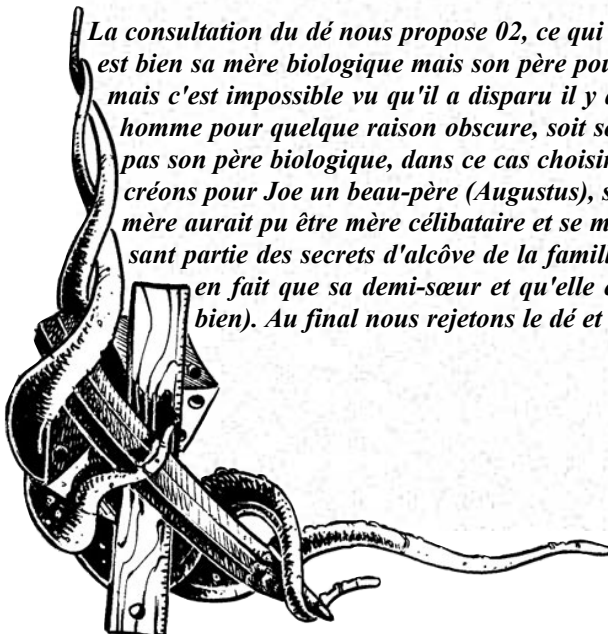 La consultation du dé nous propose 02, ce qui
est bien sa mère biologique mais son père pou
mais c'est impossible vu qu'il a disparu il y a
homme pour quelque raison obscure, soit se
pas son père biologique, dans ce cas choisir
créons pour Joe un beau-père (Augustus), s
mère aurait pu être mère célibataire et se m
sant partie des secrets d'alcôve de la famill
en fait que sa demi-sœur et qu'elle
bien). Au final nous rejetons le dé et